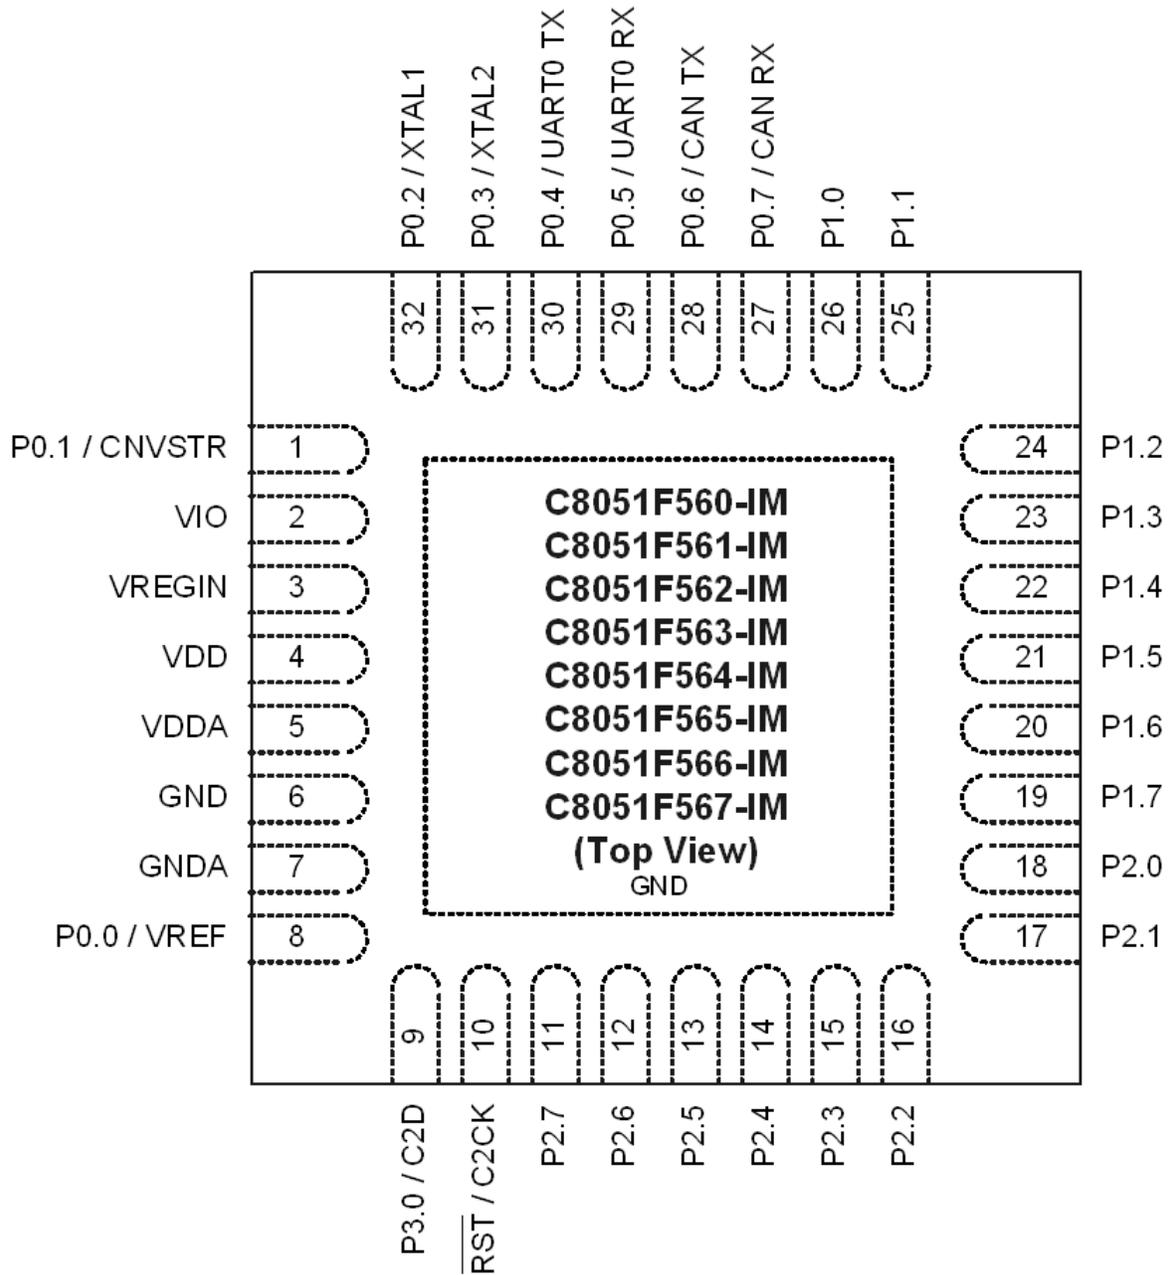 P0.2 / XTAL1
P0.3 / XTAL2
P0.4 / UART0 TX
P0.5 / UART0 RX
P0.6 / CAN TX
P0.7 / CAN RX
P1.0
P1.1
32
31
30
29
28
27
26
25
P0.1 / CNVSTR
1
VIO
2
VREGIN
3
VDD
4
VDDA
5
GND
6
GNDA
7
P0.0 / VREF
8
C8051F560-IM
C8051F561-IM
C8051F562-IM
C8051F563-IM
C8051F564-IM
C8051F565-IM
C8051F566-IM
C8051F567-IM
(Top View)
GND
24
P1.2
23
P1.3
22
P1.4
21
P1.5
20
P1.6
19
P1.7
18
P2.0
17
P2.1
9
10
11
12
13
14
15
16
P3.0 / C2D
RST / C2CK
P2.7
P2.6
P2.5
P2.4
P2.3
P2.2